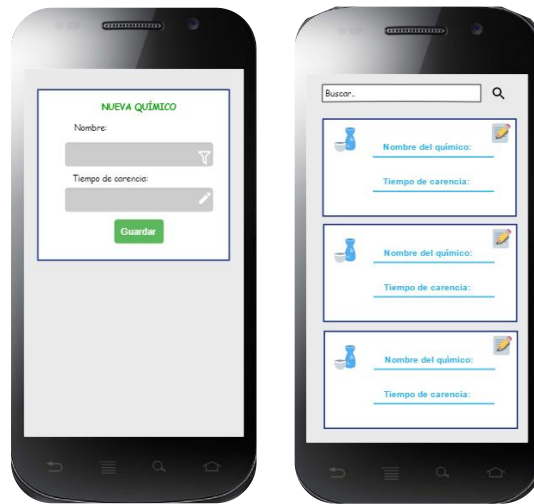 NUEVA QUÍMICO
Nombre:
Tiempo de carencia:
Guardar
Buscar..
Nombre del químico:
Tiempo de carencia:
Nombre del químico:
Tiempo de carencia:
Nombre del químico:
Tiempo de carencia: